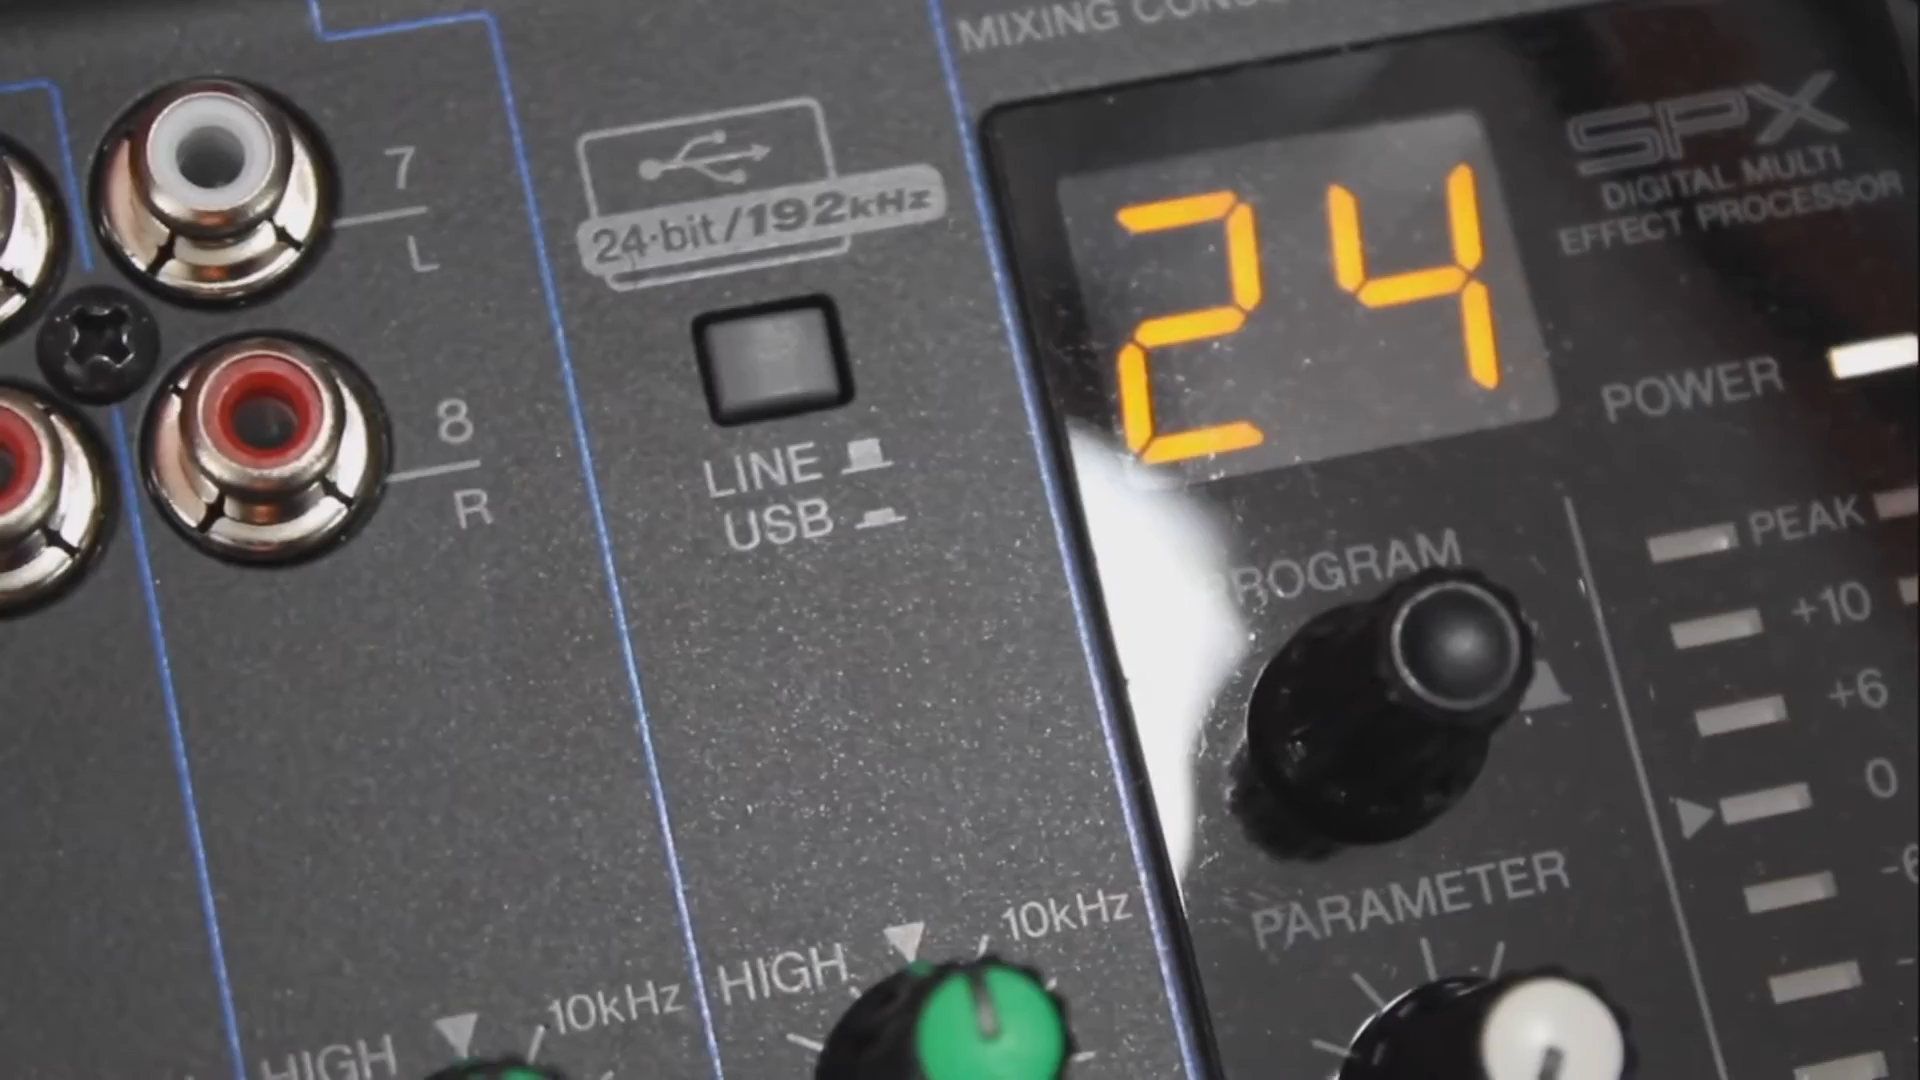 MIXING
7
L
8
R
24-bit/192kHz
LINE
USB
24
SPX
DIGITAL MULTI
EFFECT PROCESSOR
POWER
PROGRAM
PEAK
+10
+6
0
PARAMETER
HIGH
10kHz
HIGH
10kHz